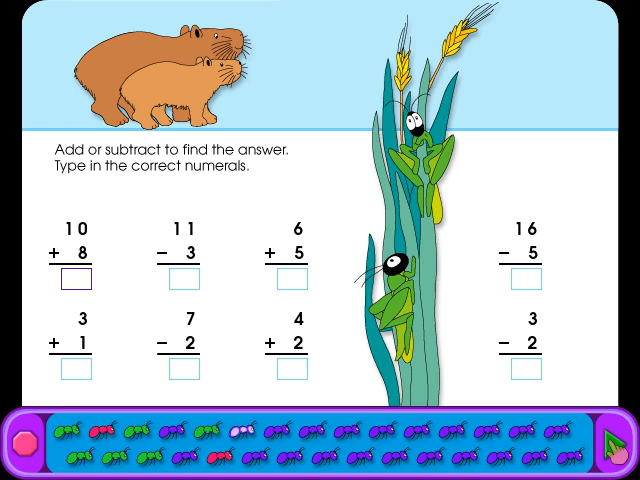 Add or subtract to find the answer.
Type in the correct numerals.
10 11 6 16
+ 8 − 3 + 5 − 5
3 7 4 3
+ 1 − 2 + 2 − 2